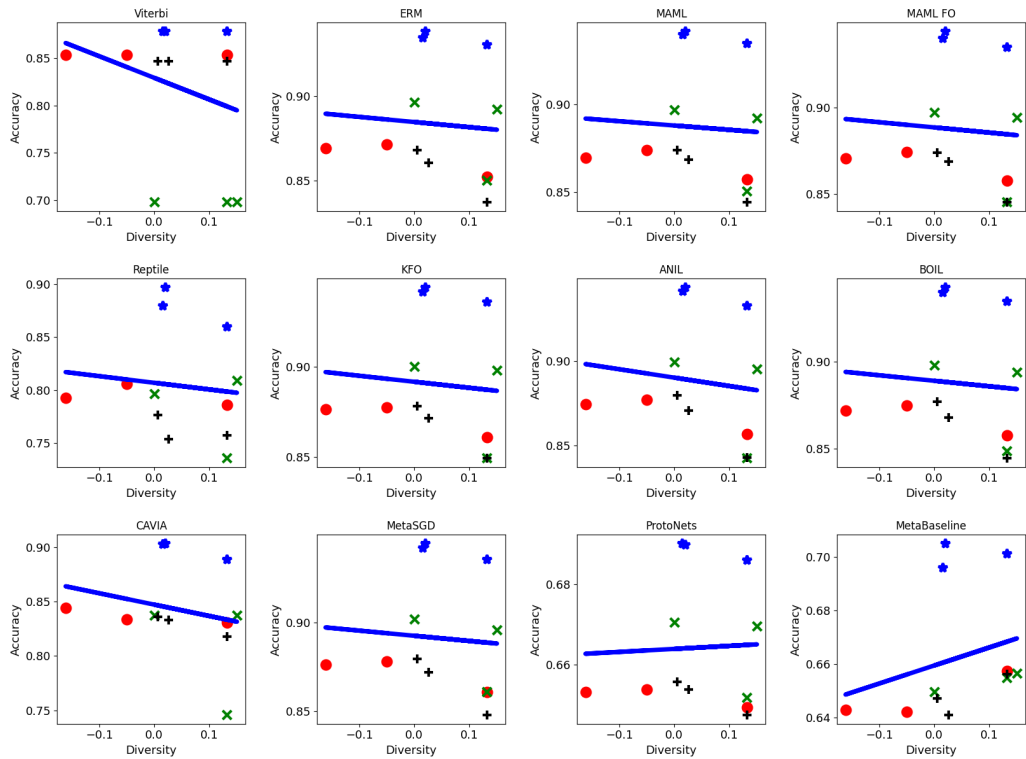 Viterbi
0.85
0.80
0.75
0.70
−0.1 0.0 0.1
Accuracy
Diversity
ERM
0.90
0.85
−0.1 0.0 0.1
Accuracy
Diversity
MAML
0.90
0.85
−0.1 0.0 0.1
Accuracy
Diversity
MAML FO
0.90
0.85
−0.1 0.0 0.1
Accuracy
Diversity
Reptile
0.90
0.85
0.80
0.75
−0.1 0.0 0.1
Accuracy
Diversity
KFO
0.90
0.85
−0.1 0.0 0.1
Accuracy
Diversity
ANIL
0.90
0.85
−0.1 0.0 0.1
Accuracy
Diversity
BOIL
0.90
0.85
−0.1 0.0 0.1
Accuracy
Diversity
CAVIA
0.90
0.85
0.80
0.75
−0.1 0.0 0.1
Accuracy
Diversity
MetaSGD
0.90
0.85
−0.1 0.0 0.1
Accuracy
Diversity
ProtoNets
0.68
0.66
−0.1 0.0 0.1
Accuracy
Diversity
MetaBaseline
0.70
0.68
0.66
0.64
−0.1 0.0 0.1
Accuracy
Diversity